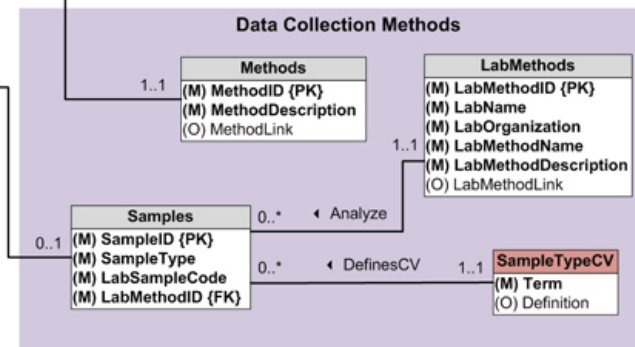 Data Collection Methods
Methods
1..1
(M) MethodID {PK}
(M) MethodDescription
(O) MethodLink
LabMethods
(M) LabMethodID {PK}
(M) LabName
(M) LabOrganization
(M) LabMethodName
(M) LabMethodDescription
(O) LabMethodLink
1..1
Samples
0..1
(M) SampleID {PK}
(M) SampleType
(M) LabSampleCode
(M) LabMethodID {FK}
0..* Analyze
0..* DefinesCV 1..1
SampleTypeCV
(M) Term
(O) Definition